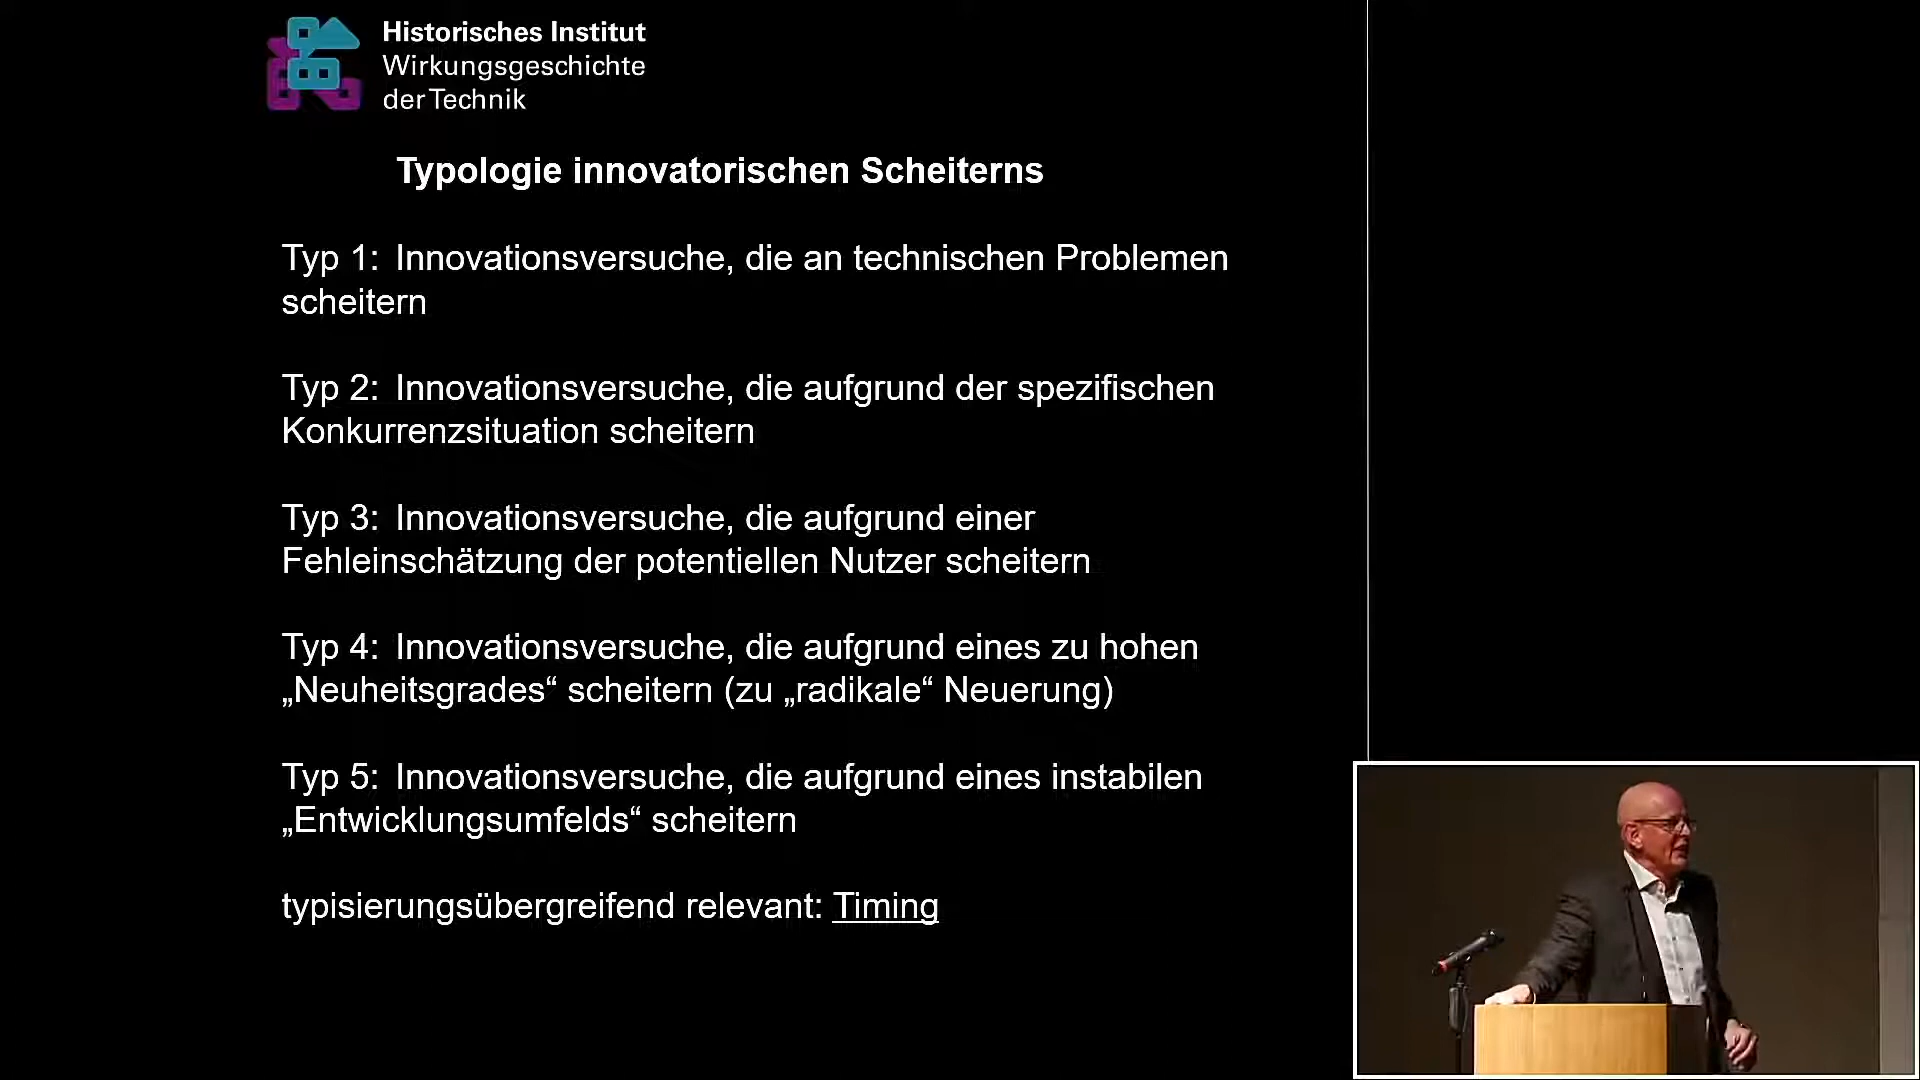 Historisches Institut
Wirkungsgeschichte
der Technik
Typologie innovatorischen Scheiterns
Typ 1: Innovationsversuche, die an technischen Problemen
scheitern
Typ 2: Innovationsversuche, die aufgrund der spezifischen
Konkurrenzsituation scheitern
Typ 3: Innovationsversuche, die aufgrund einer
Fehleinschätzung der potentiellen Nutzer scheitern
Typ 4: Innovationsversuche, die aufgrund eines zu hohen
„Neuheitsgrades“ scheitern (zu „radikale“ Neuerung)
Typ 5: Innovationsversuche, die aufgrund eines instabilen
„Entwicklungsumfelds“ scheitern
typisierungsübergreifend relevant: Timing